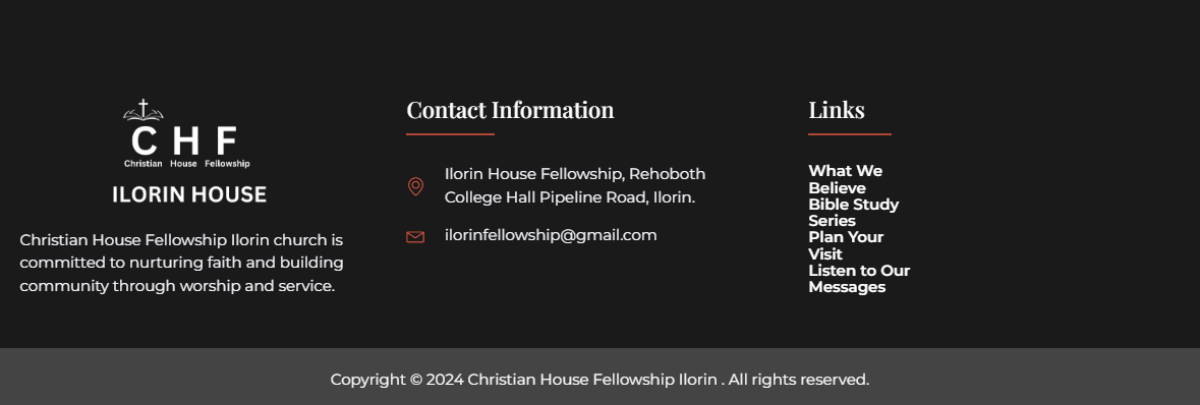 C H F
Christian House Fellowship
ILORIN HOUSE
Christian House Fellowship Ilorin church is
committed to nurturing faith and building
community through worship and service.
Contact Information
Ilorin House Fellowship, Rehoboth
College Hall Pipeline Road, Ilorin.
ilorinfellowship@gmail.com
Links
What We
Believe
Bible Study
Series
Plan Your
Visit
Listen to Our
Messages
Copyright © 2024 Christian House Fellowship Ilorin . All rights reserved.